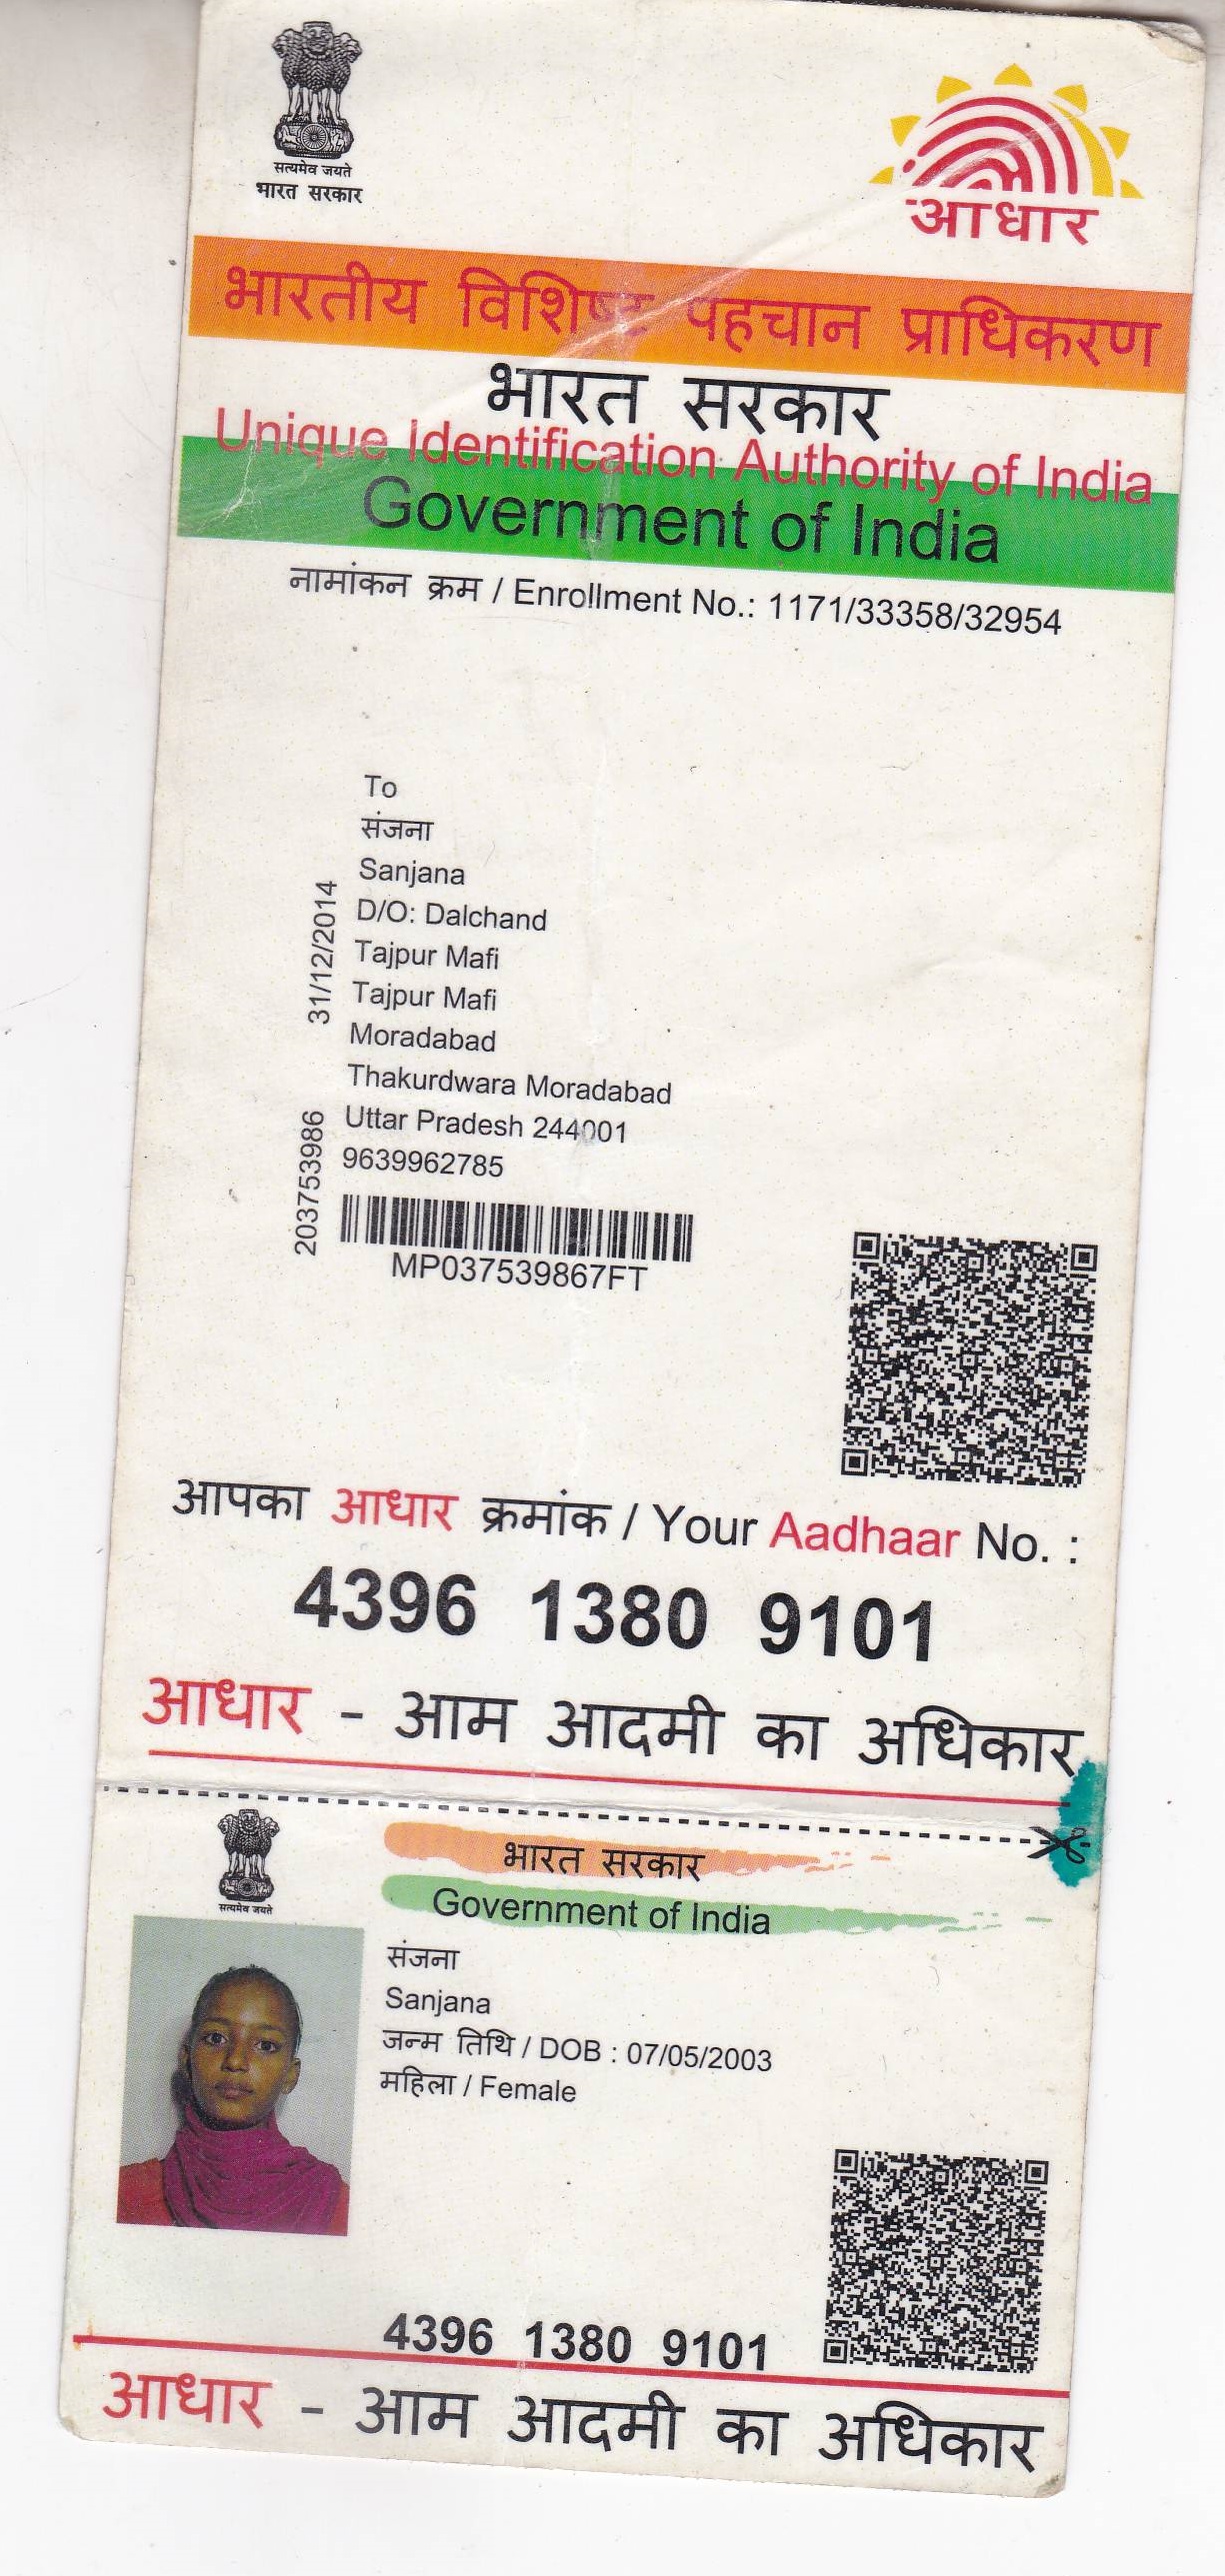 सत्यमेव जयते
भारत सरकार
आधार
भारतीय विशिष्ट पहचान प्राधिकरण
भारत सरकार
Unique Identification Authority of India
Government of India
नामांकन क्रम / Enrollment No.: 1171/33358/32954
To
संजना
Sanjana
D/O: Dalchand
Tajpur Mafi
Tajpur Mafi
Moradabad
Thakurdwara Moradabad
Uttar Pradesh 244001
9639962785
31/12/2014
203753986
MP037539867FT
आपका आधार क्रमांक / Your Aadhaar No. :
4396 1380 9101
आधार - आम आदमी का अधिकार
सत्यमेव जयते
भारत सरकार
Government of India
संजना
Sanjana
जन्म तिथि / DOB : 07/05/2003
महिला / Female
4396 1380 9101
आधार - आम आदमी का अधिकार